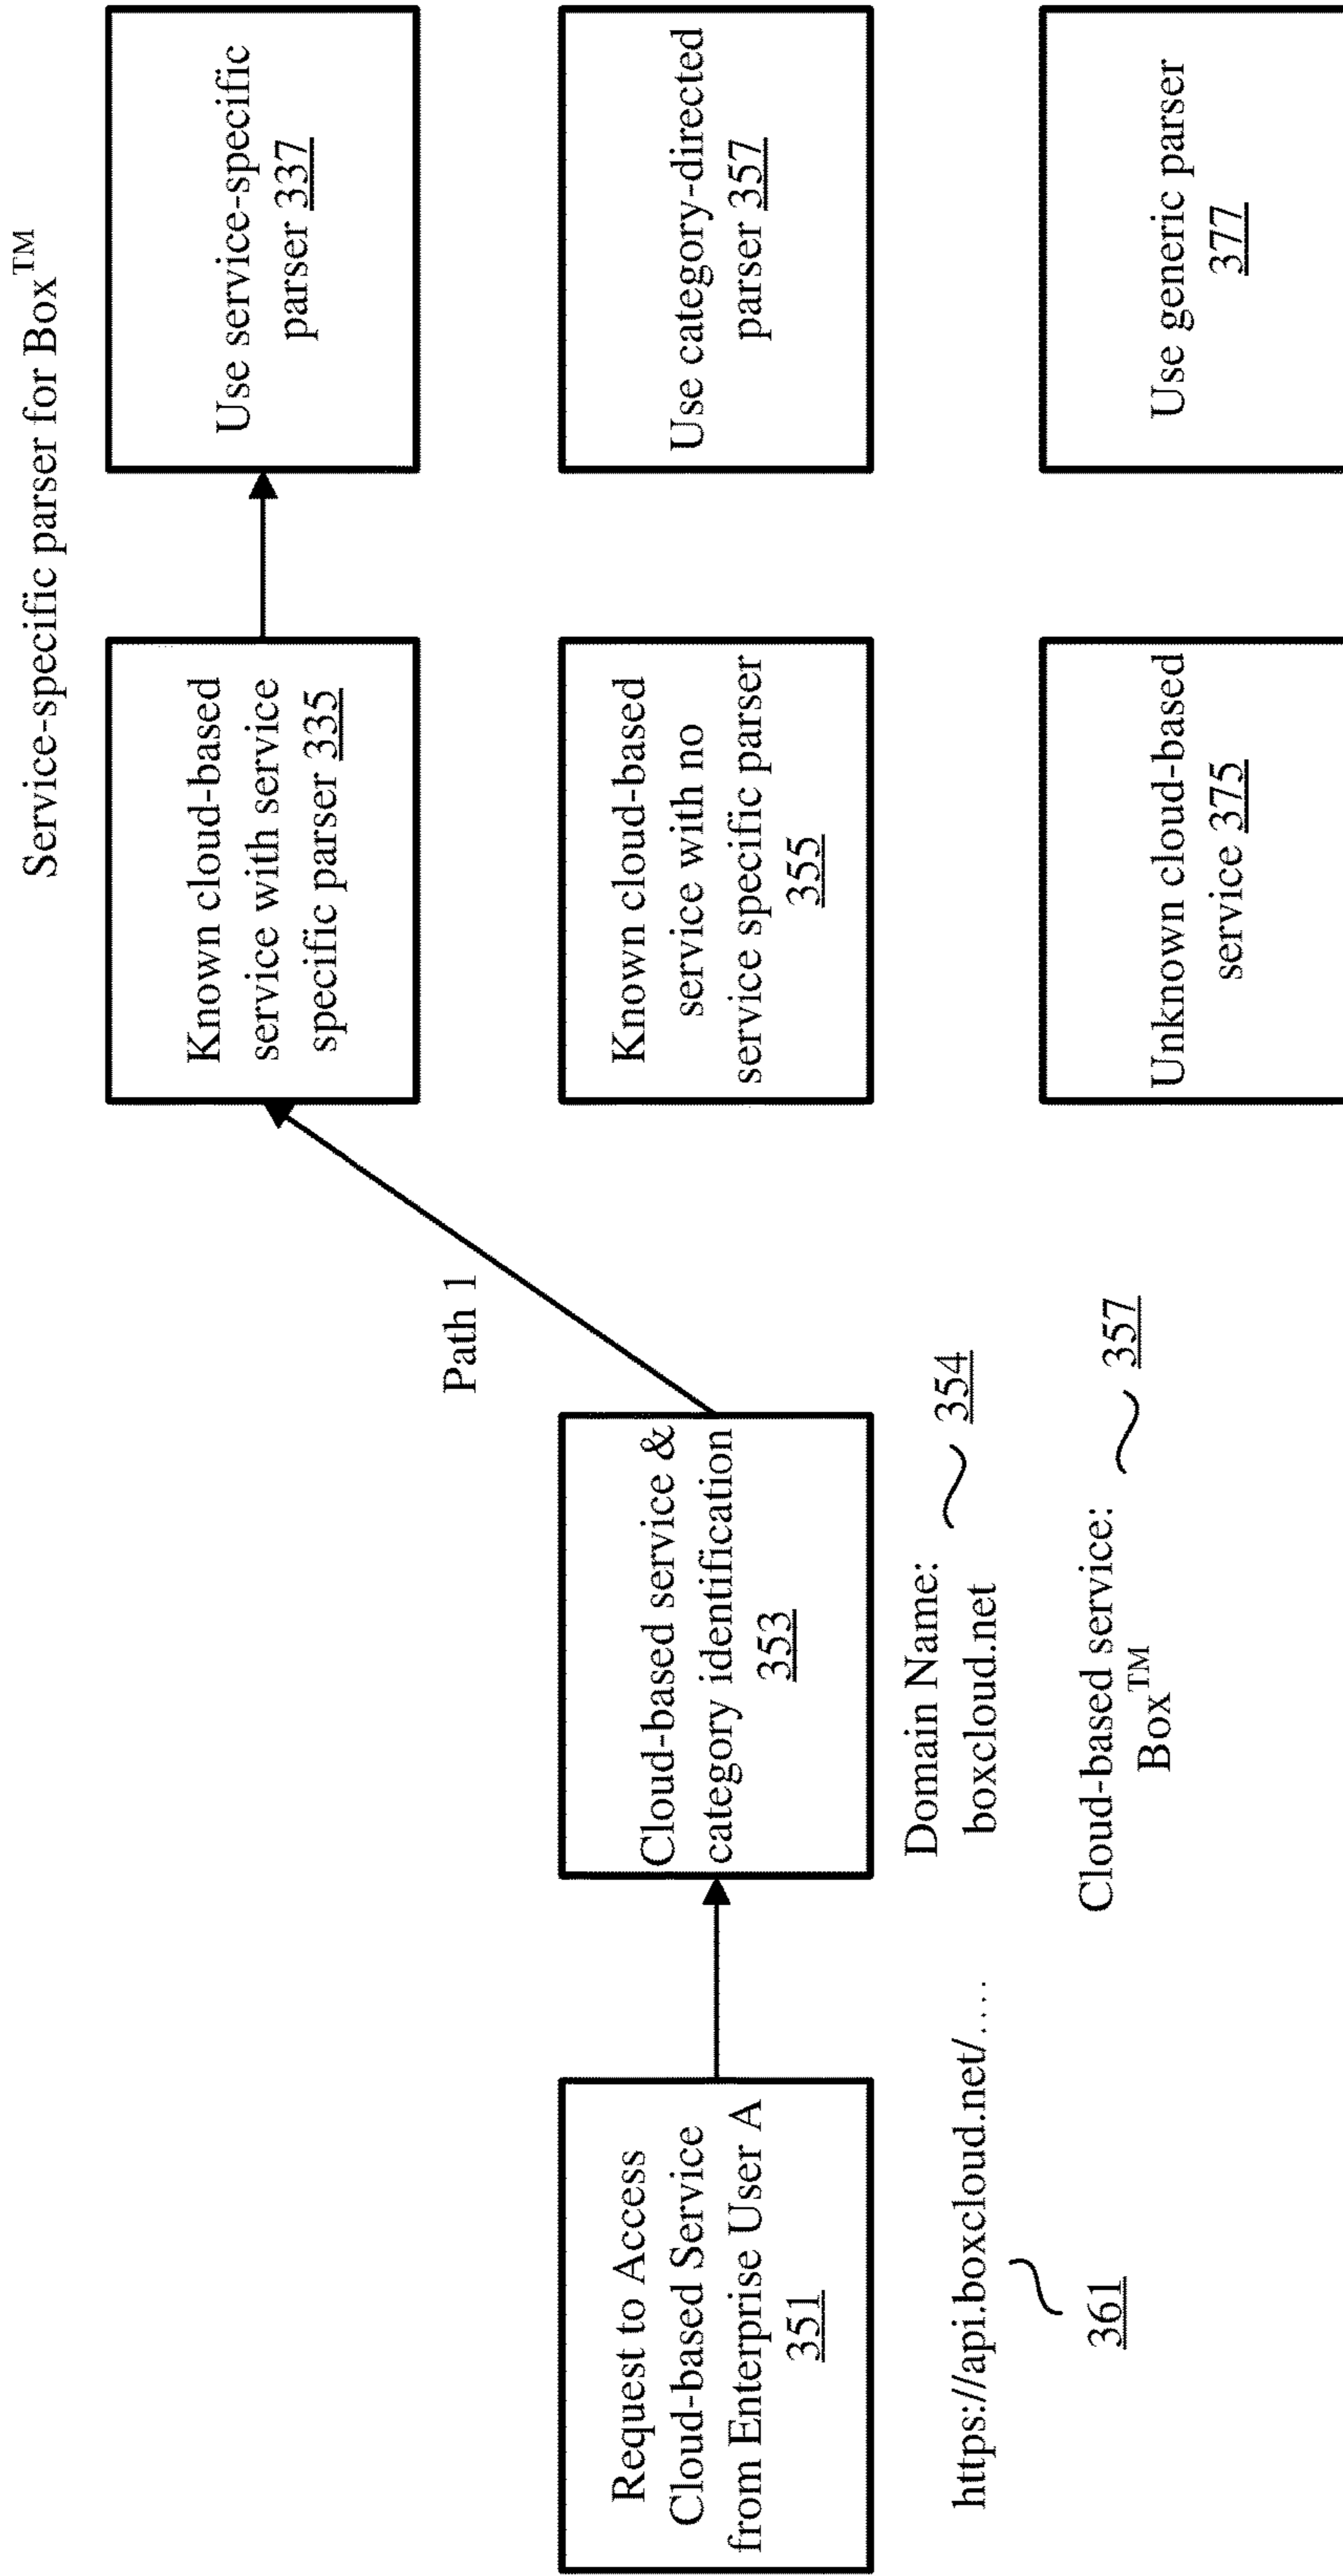 Service-specific parser for Box™
Request to Access
Cloud-based Service
from Enterprise User A
351
https://api.boxcloud.net/….
361
Cloud-based service &
category identification
353
Domain Name:
boxcloud.net
354
Cloud-based service:
Box™
357
Path 1
Known cloud-based
service with service
specific parser 335
Use service-specific
parser 337
Known cloud-based
service with no
service specific parser
355
Use category-directed
parser 357
Unknown cloud-based
service 375
Use generic parser
377